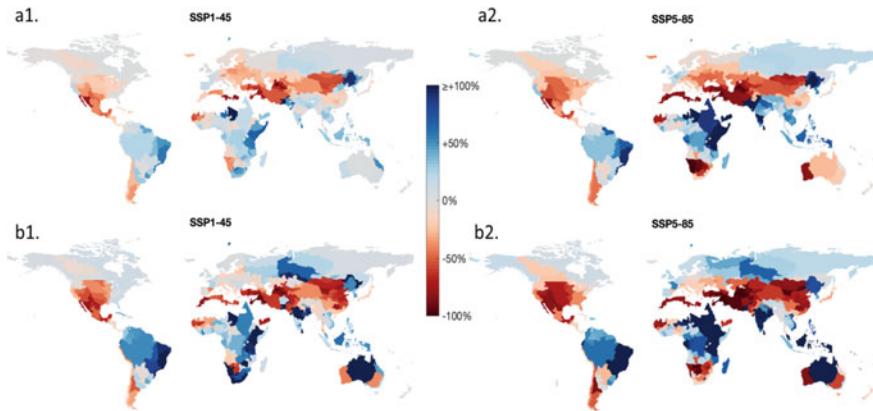 a1.
SSP1-45
a2.
SSP5-85
≥+100%
+50%
0%
-50%
-100%
b1.
SSP1-45
b2.
SSP5-85